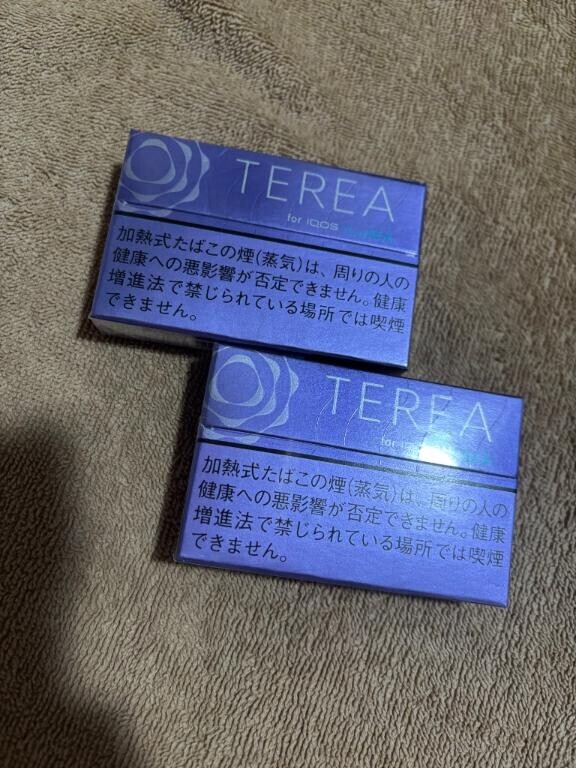 TEREA
for IQOS ILUMA
加熱式たばこの煙(蒸気)は、周りの人の
健康への悪影響が否定できません。健康
増進法で禁じられている場所では喫煙
できません。
TEREA
for
加熱式たばこの煙(蒸気)は、周りの人の
健康への悪影響が否定できません。健康
増進法で禁じられている場所では喫煙
できません。